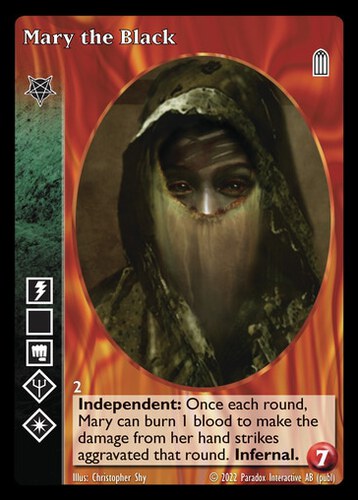 Mary the Black
2
Independent: Once each round,
Mary can burn 1 blood to make the
damage from her hand strikes
aggravated that round. Infernal.
7
Illus: Christopher Shy © 2022 Paradox Interactive AB (publ)